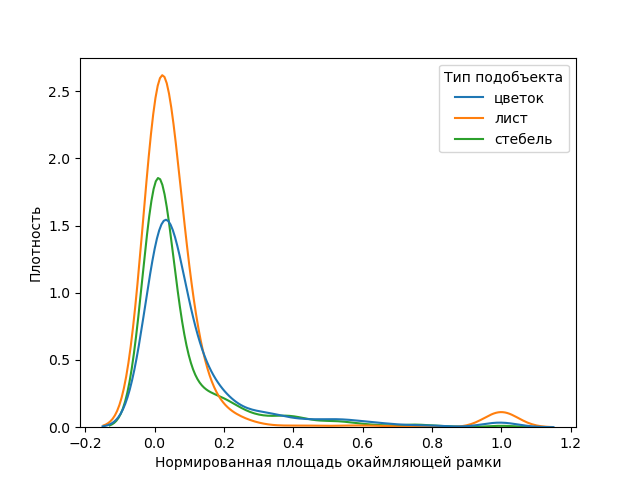 Тип подобъекта
цветок
лист
стебель
Плотность
2.5
2.0
1.5
1.0
0.5
0.0
−0.2 0.0 0.2 0.4 0.6 0.8 1.0 1.2
Нормированная площадь окаймляющей рамки